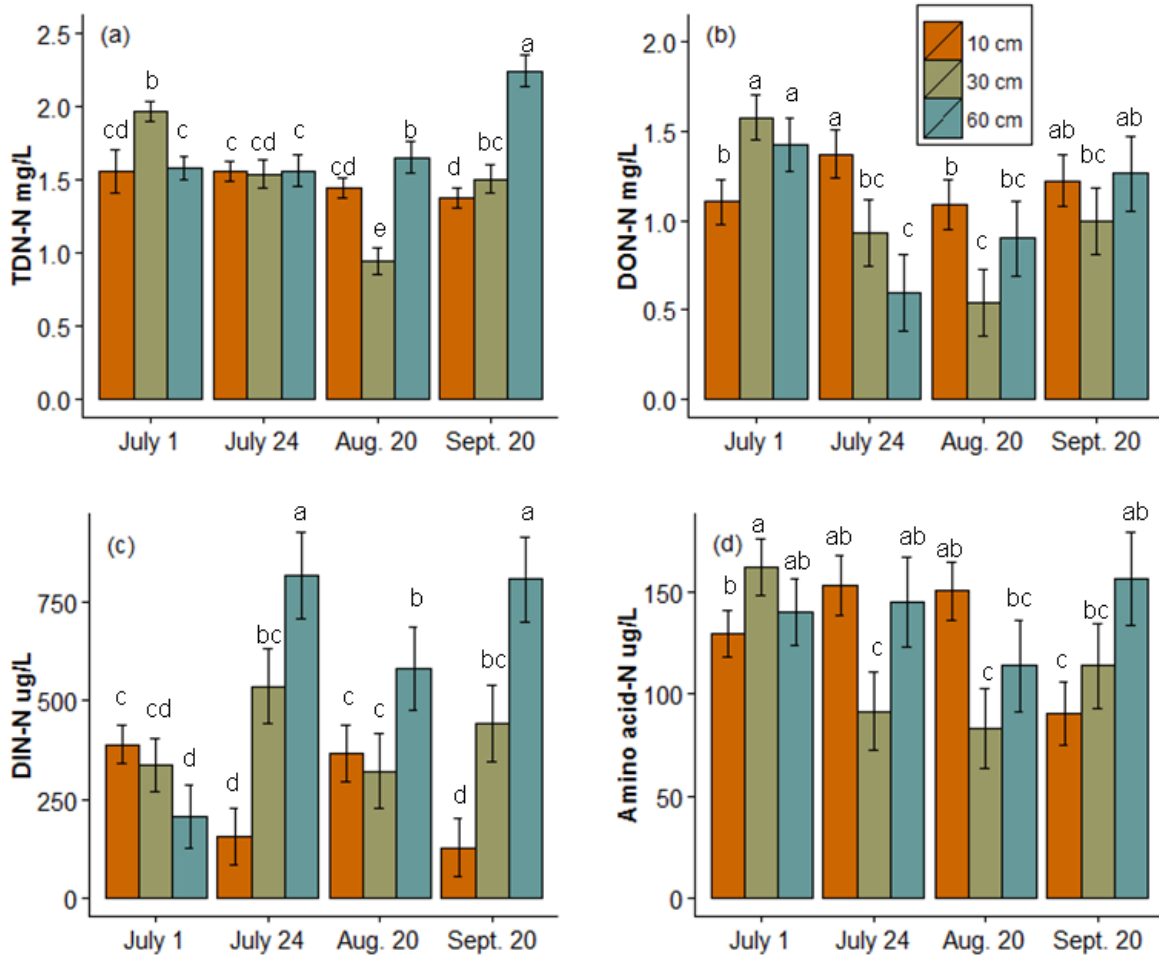 (a)
TDN-N mg/L
2.5
2.0
1.5
1.0
0.5
0.0
cd b c
c cd c
cd e b
d bc a
July 1 July 24 Aug. 20 Sept. 20
(b)
DON-N mg/L
2.0
1.5
1.0
0.5
0.0
10 cm
30 cm
60 cm
b a a
a bc c
b c bc
ab bc ab
July 1 July 24 Aug. 20 Sept. 20
(c)
DIN-N ug/L
750
500
250
0
c cd d
d bc a
c c b
d bc a
July 1 July 24 Aug. 20 Sept. 20
(d)
Amino acid-N ug/L
150
100
50
0
b a ab
ab c ab
ab c bc
c bc ab
July 1 July 24 Aug. 20 Sept. 20